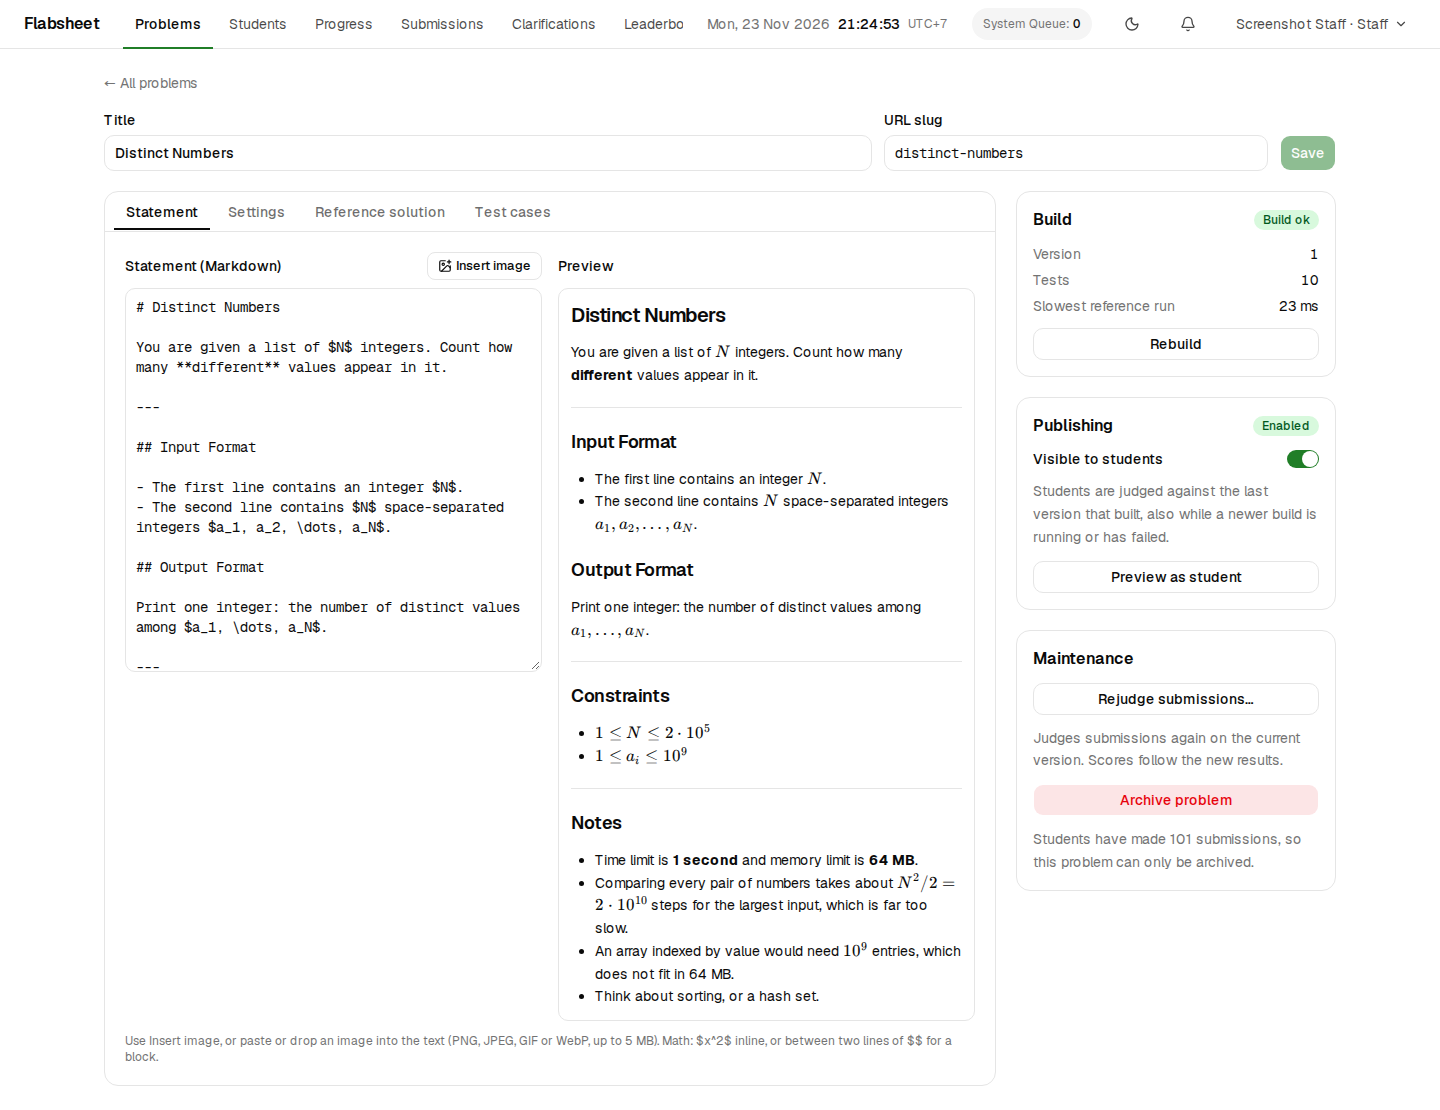 Flabsheet
Problems
Students
Progress
Submissions
Clarifications
Leaderbo
Mon, 23 Nov 2026 21:24:53 UTC+7
System Queue: 0
Screenshot Staff · Staff
← All problems
Title
URL slug
Distinct Numbers
distinct-numbers
Save
Statement
Settings
Reference solution
Test cases
Statement (Markdown)
Insert image
# Distinct Numbers
You are given a list of $N$ integers. Count how
many **different** values appear in it.
---
## Input Format
- The first line contains an integer $N$.
- The second line contains $N$ space-separated
integers $a_1, a_2, \dots, a_N$.
## Output Format
Print one integer: the number of distinct values
among $a_1, \dots, a_N$.
---
Preview
Distinct Numbers
You are given a list of N integers. Count how many
different values appear in it.
Input Format
• The first line contains an integer N.
• The second line contains N space-separated integers
a₁, a₂, . . . , a_N.
Output Format
Print one integer: the number of distinct values among
a₁, . . . , a_N.
Constraints
• 1 ≤ N ≤ 2 · 10⁵
• 1 ≤ aᵢ ≤ 10⁹
Notes
• Time limit is 1 second and memory limit is 64 MB.
• Comparing every pair of numbers takes about N²/2 =
2 · 10¹⁰ steps for the largest input, which is far too
slow.
• An array indexed by value would need 10⁹ entries, which
does not fit in 64 MB.
• Think about sorting, or a hash set.
Use Insert image, or paste or drop an image into the text (PNG, JPEG, GIF or WebP, up to 5 MB). Math: $x^2$ inline, or between two lines of $$ for a
block.
Build
Build ok
Version 1
Tests 10
Slowest reference run 23 ms
Rebuild
Publishing
Enabled
Visible to students
Students are judged against the last
version that built, also while a newer build is
running or has failed.
Preview as student
Maintenance
Rejudge submissions…
Judges submissions again on the current
version. Scores follow the new results.
Archive problem
Students have made 101 submissions, so
this problem can only be archived.